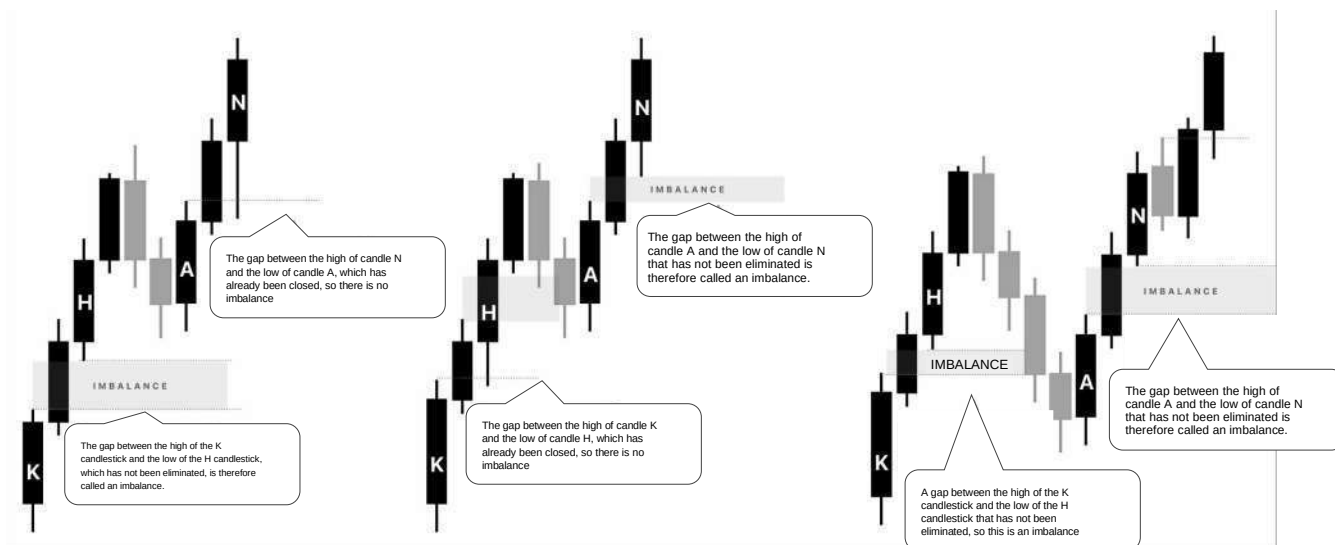 N
A
H
The gap between the high of candle N
and the low of candle A, which has
already been closed, so there is no
imbalance
IMBALANCE
The gap between the high of the K
candlestick and the low of the H candlestick,
which has not been eliminated, is therefore
called an imbalance.
K
N
IMBALANCE
The gap between the high of
candle A and the low of candle N
that has not been eliminated is
therefore called an imbalance.
A
H
The gap between the high of candle K
and the low of candle H, which has
already been closed, so there is no
imbalance
K
N
H
IMBALANCE
IMBALANCE
A
The gap between the high of
candle A and the low of candle N
that has not been eliminated is
therefore called an imbalance.
K
A gap between the high of the K
candlestick and the low of the H
candlestick that has not been
eliminated, so this is an imbalance